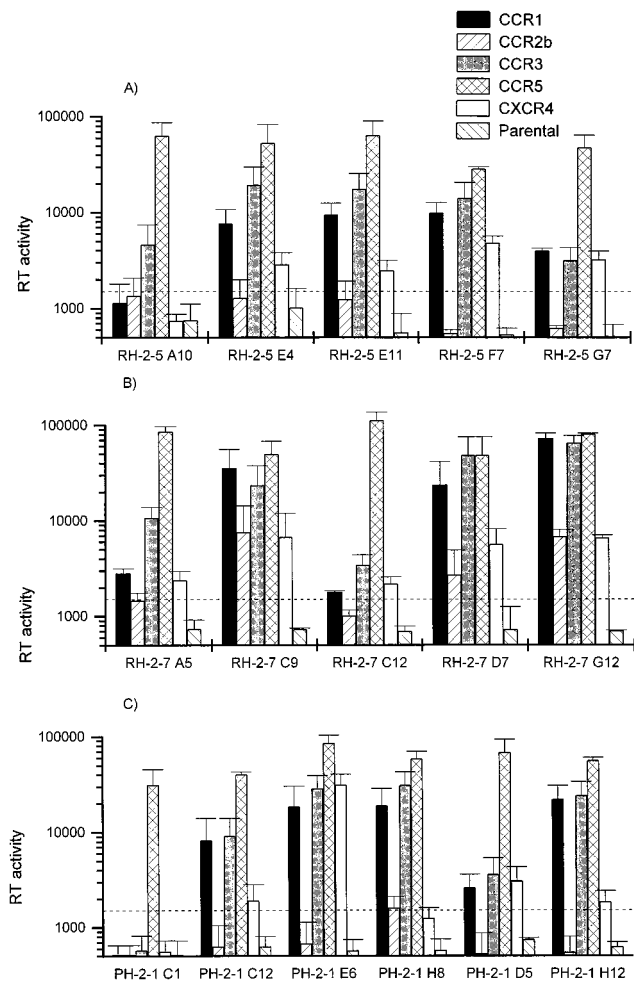 CCR1
CCR2b
CCR3
CCR5
CXCR4
Parental
A)
RT activity
100000
10000
1000
RH-2-5 A10 RH-2-5 E4 RH-2-5 E11 RH-2-5 F7 RH-2-5 G7
B)
RT activity
100000
10000
1000
RH-2-7 A5 RH-2-7 C9 RH-2-7 C12 RH-2-7 D7 RH-2-7 G12
C)
RT activity
100000
10000
1000
PH-2-1 C1 PH-2-1 C12 PH-2-1 E6 PH-2-1 H8 PH-2-1 D5 PH-2-1 H12